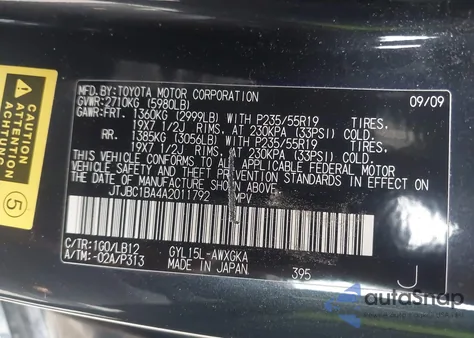 MFD.BY:TOYOTA MOTOR CORPORATION 09/09
GVWR:2710KG (5980LB)
GAWR:FRT. 1360KG (2999LB) WITH P235/55R19 TIRES,
19X7 1/2J RIMS, AT 230KPA (33PSI) COLD.
RR. 1385KG (3056LB) WITH P235/55R19 TIRES,
19X7 1/2J RIMS, AT 230KPA (33PSI) COLD.
THIS VEHICLE CONFORMS TO ALL APPLICABLE FEDERAL MOTOR
VEHICLE SAFETY AND THEFT PREVENTION STANDARDS IN EFFECT ON
THE DATE OF MANUFACTURE SHOWN ABOVE.
JTJBC1BA4A2011792 MPV
C/TR:1G0/LB12 GYL15L-AWXGKA
A/TM:-02A/P313 MADE IN JAPAN 395 J
5
autoSnap